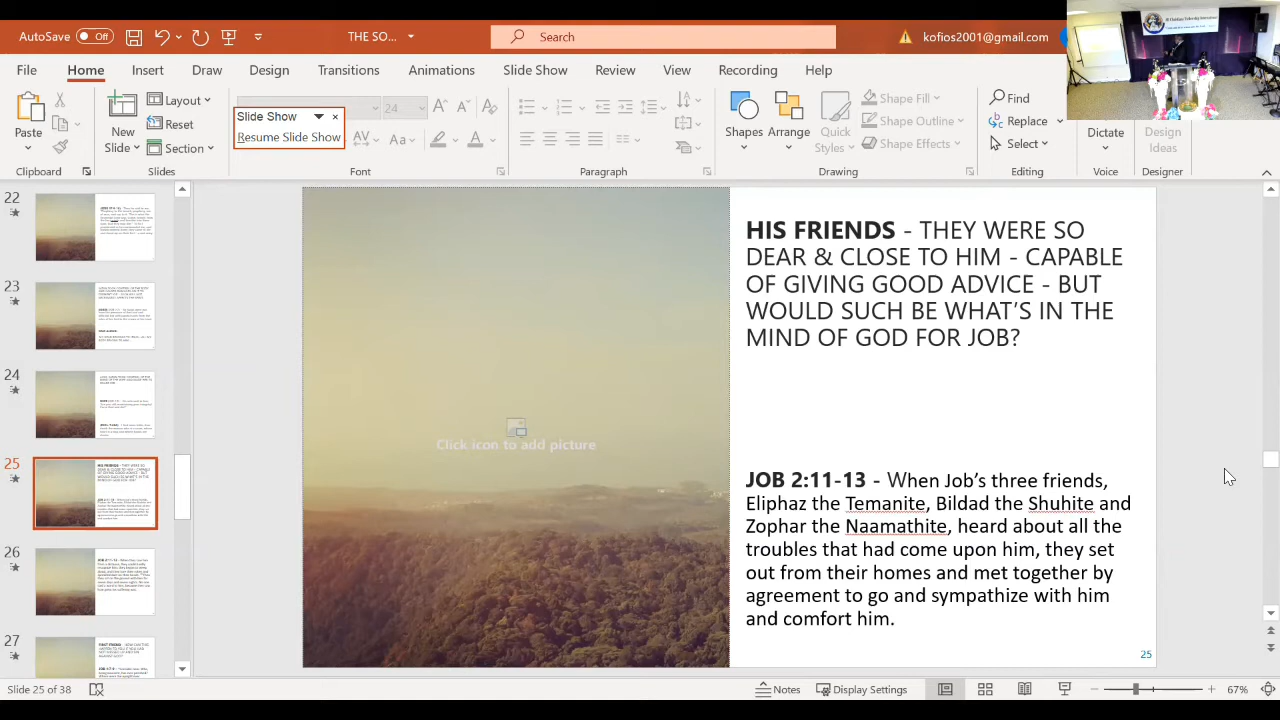 AutoSave Off THE SO... Search kofios2001@gmail.com
File Home Insert Draw Design Transitions Animations Slide Show Review View Recording Help
Paste
Clipboard
New
Slide
Layout
Reset
Section
Slides
Slide Show
Resume Slide Show
24
Aa
Font
Paragraph
Shapes Arrange Quick
Styles
Shape Fill
Shape Outline
Shape Effects
Drawing
Find
Replace
Select
Editing
Dictate
Voice
Design
Ideas
Designer
22
23
24
25
26
27
Click icon to add picture
HIS FRIENDS - THEY WERE SO
DEAR & CLOSE TO HIM - CAPABLE
OF GIVING GOOD ADVICE - BUT
WOULD SUCH BE WHAT’S IN THE
MIND OF GOD FOR JOB?
JOB 2:11-13 - When Job’s three friends,
Eliphaz the Temanite, Bildad the Shuhite and
Zophar the Naamathite, heard about all the
troubles that had come upon him, they set
out from their homes and met together by
agreement to go and sympathize with him
and comfort him.
25
Slide 25 of 38 Notes Display Settings 67%